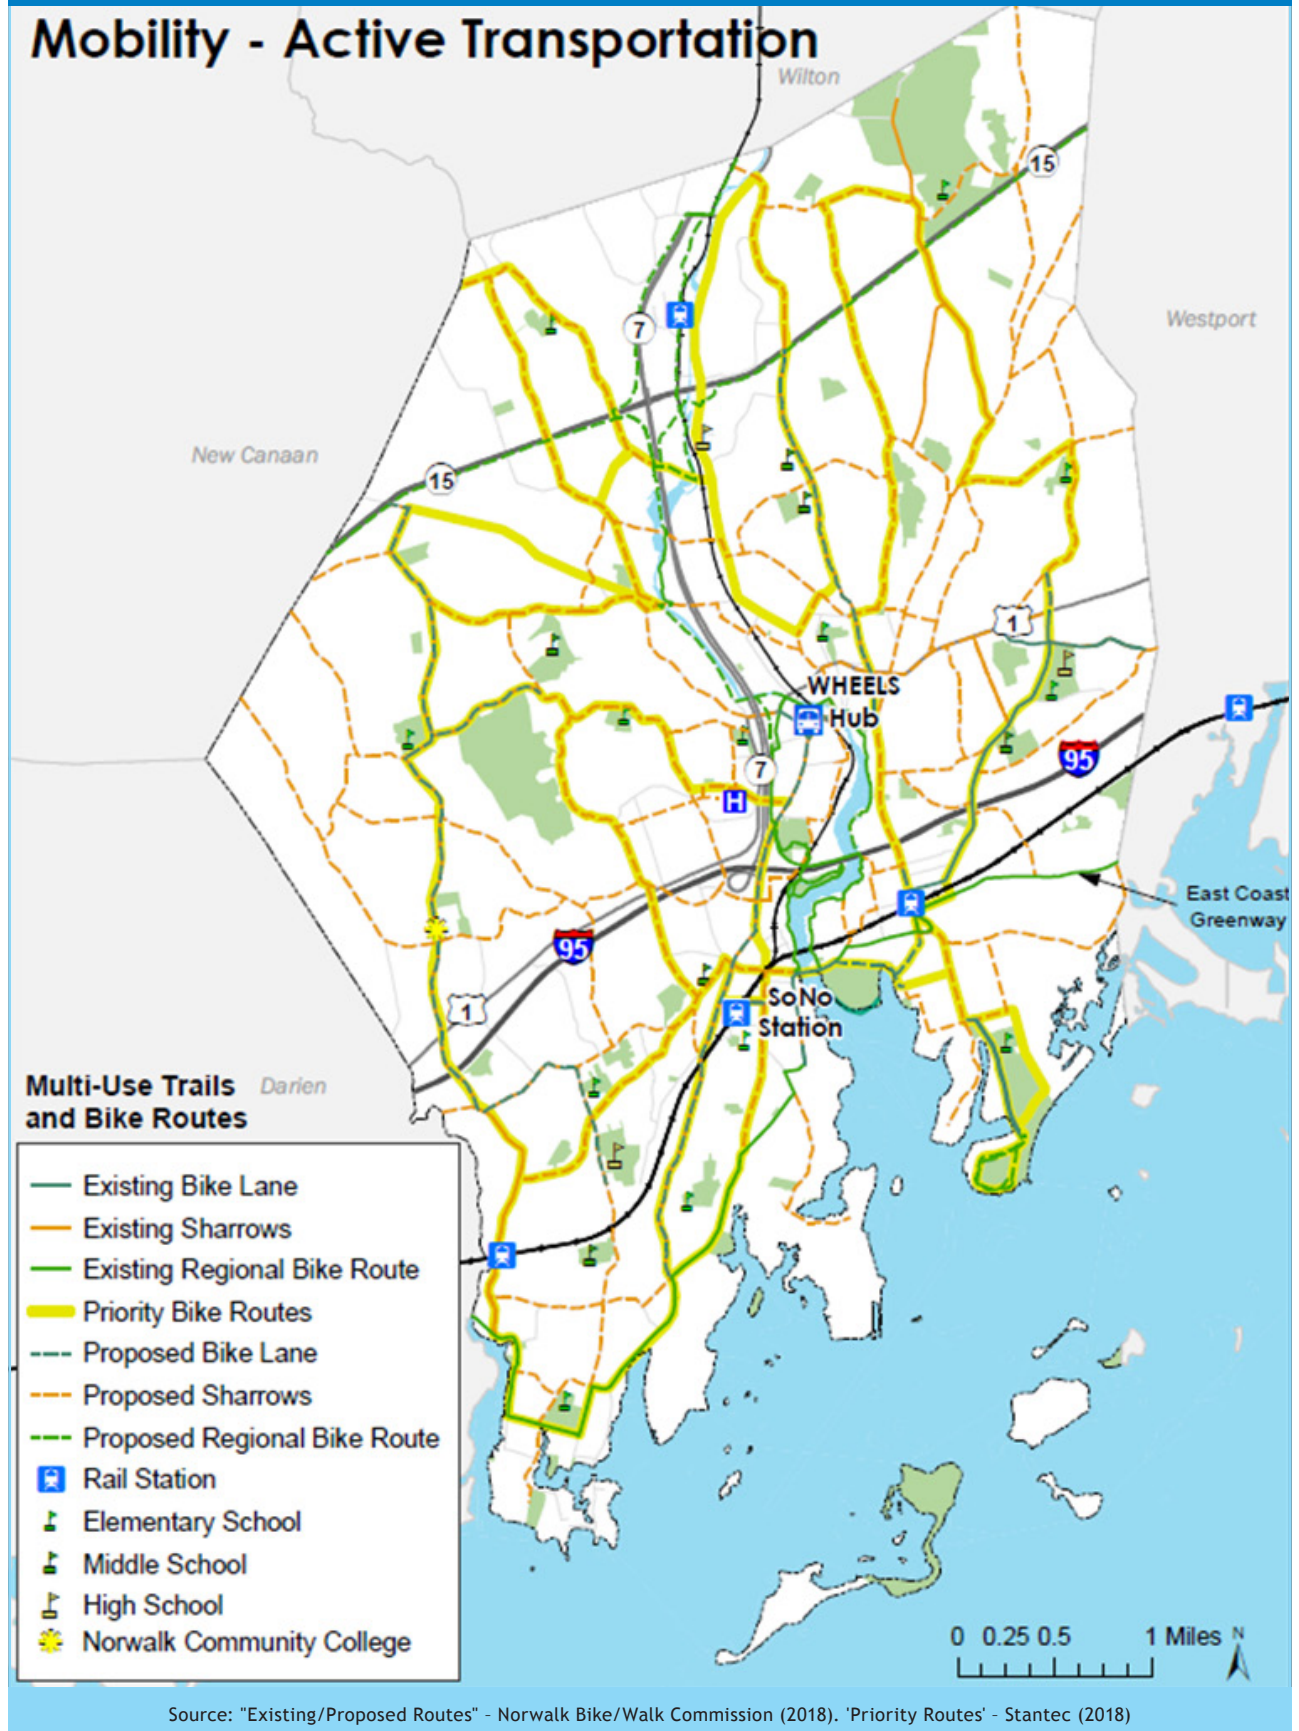 Mobility - Active Transportation
Wilton
15
7
Westport
New Canaan
15
1
WHEELS
Hub
95
7
H
East Coast
Greenway
95
1
SoNo
Station
Darien
Multi-Use Trails
and Bike Routes
Existing Bike Lane
Existing Sharrows
Existing Regional Bike Route
Priority Bike Routes
Proposed Bike Lane
Proposed Sharrows
Proposed Regional Bike Route
Rail Station
Elementary School
Middle School
High School
Norwalk Community College
0 0.25 0.5 1 Miles N
Source: "Existing/Proposed Routes" - Norwalk Bike/Walk Commission (2018). 'Priority Routes' - Stantec (2018)